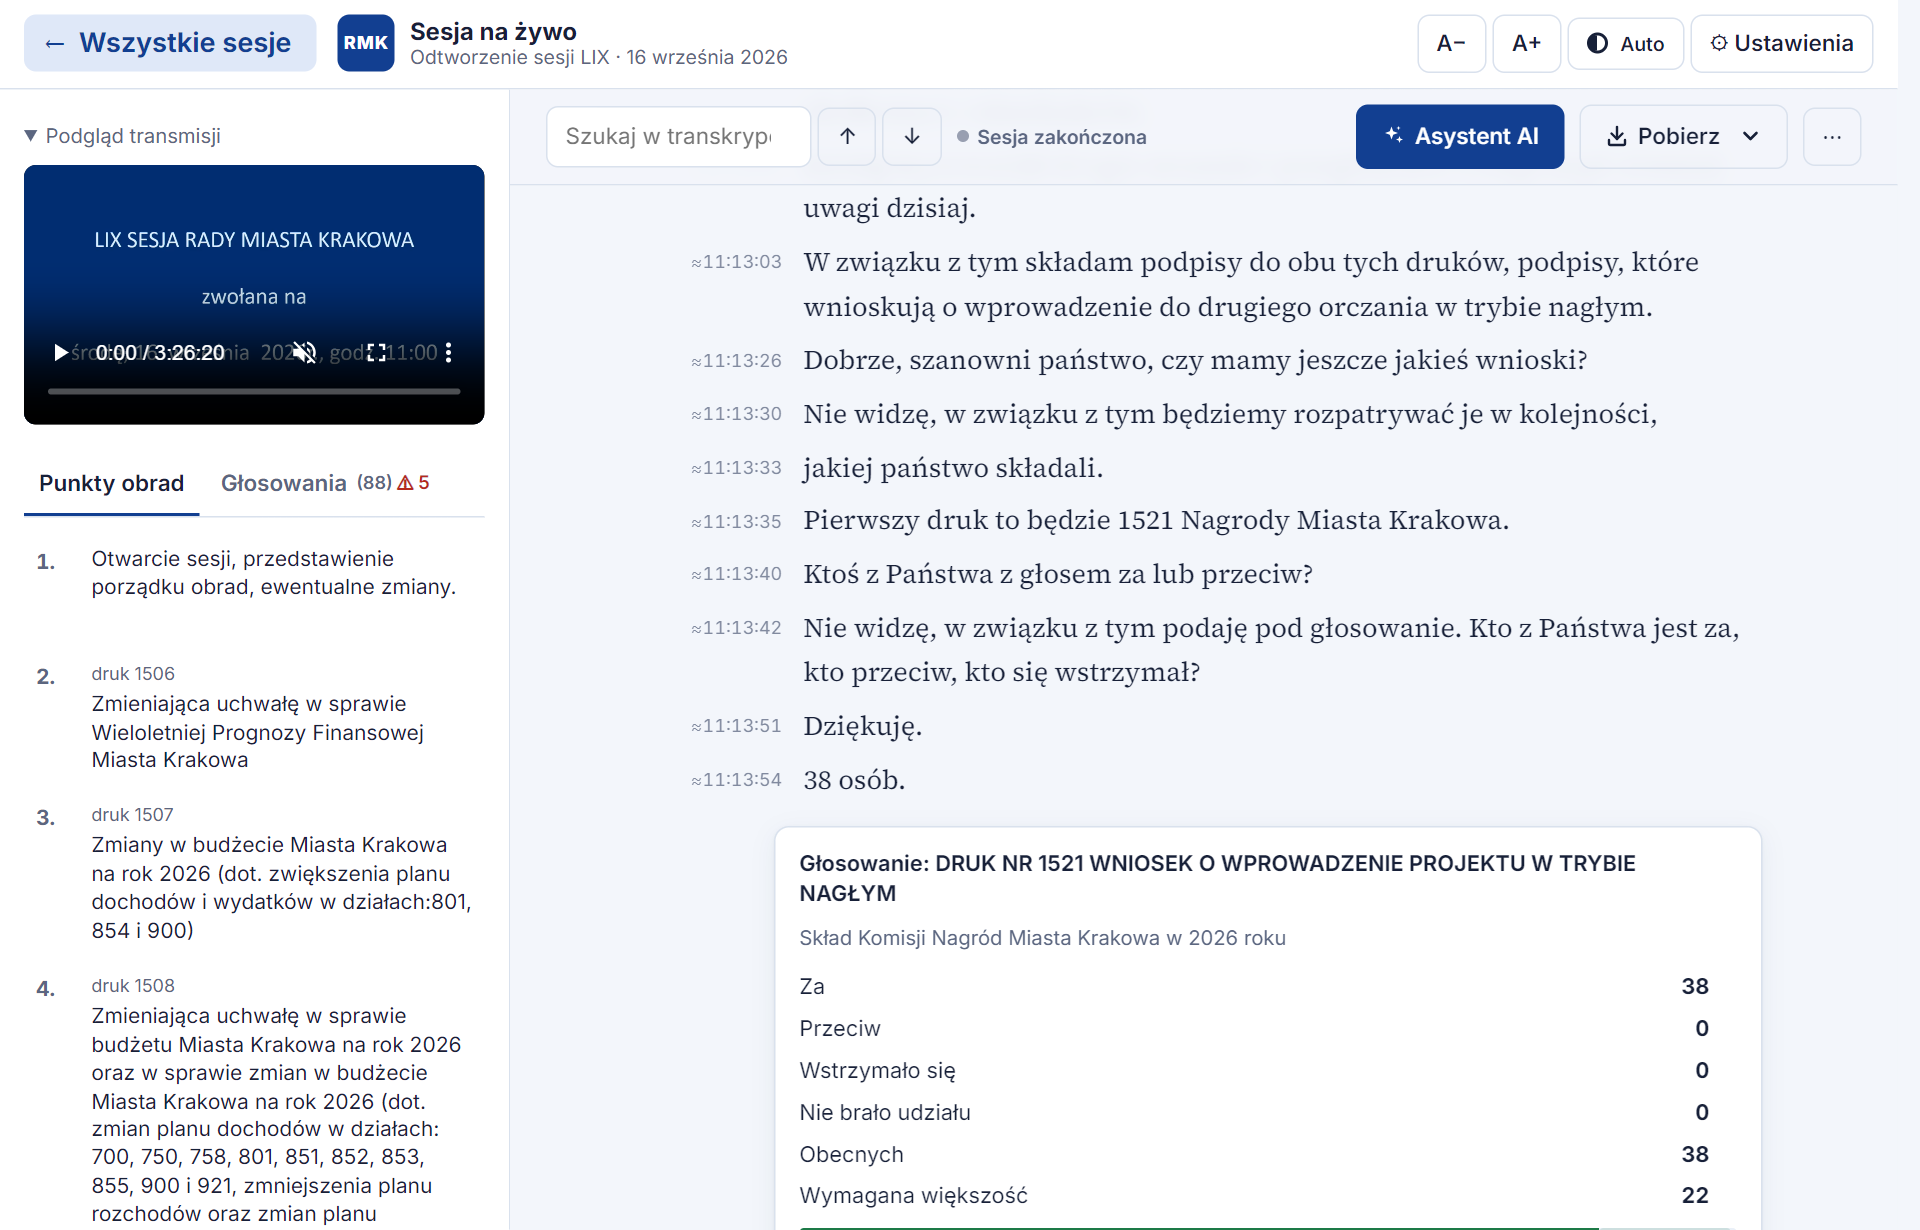 ← Wszystkie sesje
RMK
Sesja na żywo
Odtworzenie sesji LIX · 16 września 2026
A−
A+
Auto
Ustawienia
▼ Podgląd transmisji
LIX SESJA RADY MIASTA KRAKOWA
zwołana na
0:00 / 3:26:20
Punkty obrad
Głosowania (88) ⚠ 5
1.
Otwarcie sesji, przedstawienie
porządku obrad, ewentualne zmiany.
2.
druk 1506
Zmieniająca uchwałę w sprawie
Wieloletniej Prognozy Finansowej
Miasta Krakowa
3.
druk 1507
Zmiany w budżecie Miasta Krakowa
na rok 2026 (dot. zwiększenia planu
dochodów i wydatków w działach:801,
854 i 900)
4.
druk 1508
Zmieniająca uchwałę w sprawie
budżetu Miasta Krakowa na rok 2026
oraz w sprawie zmian w budżecie
Miasta Krakowa na rok 2026 (dot.
zmian planu dochodów w działach:
700, 750, 758, 801, 851, 852, 853,
855, 900 i 921, zmniejszenia planu
rozchodów oraz zmian planu
Szukaj w transkryp
↑
↓
Sesja zakończona
Asystent AI
Pobierz
...
uwagi dzisiaj.
≈11:13:03 W związku z tym składam podpisy do obu tych druków, podpisy, które
wnioskują o wprowadzenie do drugiego orczania w trybie nagłym.
≈11:13:26 Dobrze, szanowni państwo, czy mamy jeszcze jakieś wnioski?
≈11:13:30 Nie widzę, w związku z tym będziemy rozpatrywać je w kolejności,
≈11:13:33 jakiej państwo składali.
≈11:13:35 Pierwszy druk to będzie 1521 Nagrody Miasta Krakowa.
≈11:13:40 Ktoś z Państwa z głosem za lub przeciw?
≈11:13:42 Nie widzę, w związku z tym podaję pod głosowanie. Kto z Państwa jest za,
kto przeciw, kto się wstrzymał?
≈11:13:51 Dziękuję.
≈11:13:54 38 osób.
Głosowanie: DRUK NR 1521 WNIOSEK O WPROWADZENIE PROJEKTU W TRYBIE
NAGŁYM
Skład Komisji Nagród Miasta Krakowa w 2026 roku
Za 38
Przeciw 0
Wstrzymało się 0
Nie brało udziału 0
Obecnych 38
Wymagana większość 22